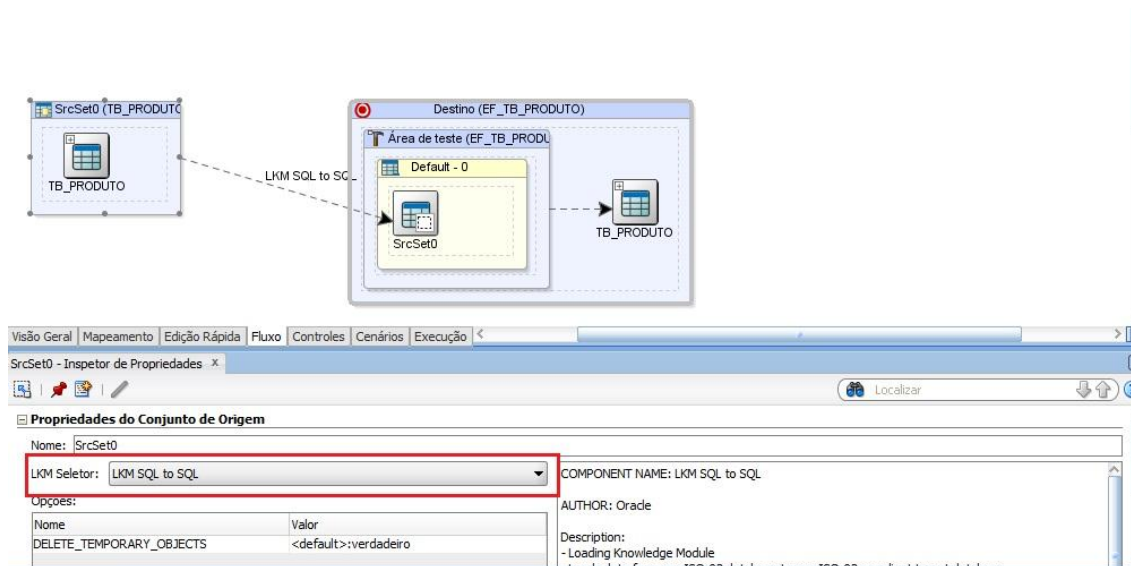 SrcSet0 (TB_PRODUTO
TB_PRODUTO
LKM SQL to SQL
Destino (EF_TB_PRODUTO)
Área de teste (EF_TB_PRODU
Default - 0
SrcSet0
TB_PRODUTO
Visão Geral Mapeamento Edição Rápida Fluxo Controles Cenários Execução
SrcSet0 - Inspetor de Propriedades x
Localizar
Propriedades do Conjunto de Origem
Nome: SrcSet0
LKM Seletor: LKM SQL to SQL
Opções:
Nome Valor
DELETE_TEMPORARY_OBJECTS <default>:verdadeiro
COMPONENT NAME: LKM SQL to SQL
AUTHOR: Oracle
Description:
- Loading Knowledge Module